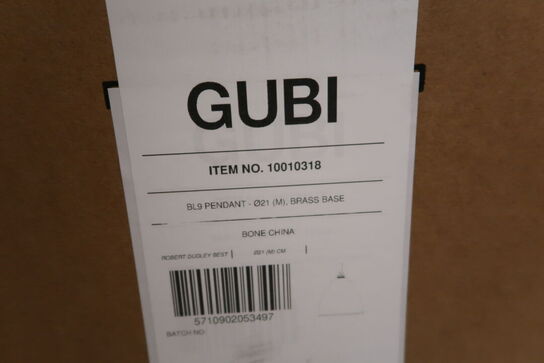 GUBI
ITEM NO. 10010318
BL9 PENDANT - Ø21 (M), BRASS BASE
BONE CHINA
ROBERT DUDLEY BEST | Ø21 (M) CM |
5710902053497
BATCH NO